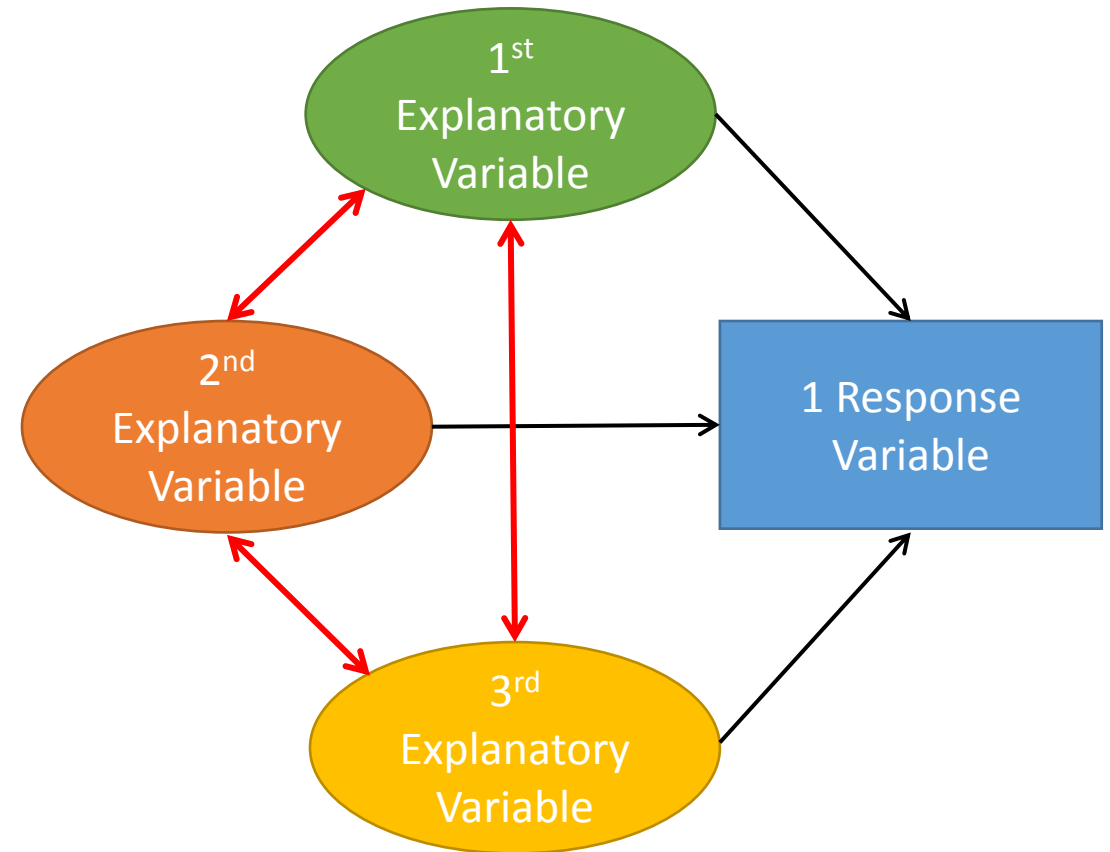 1st
Explanatory
Variable
2nd
Explanatory
Variable
1 Response
Variable
3rd
Explanatory
Variable